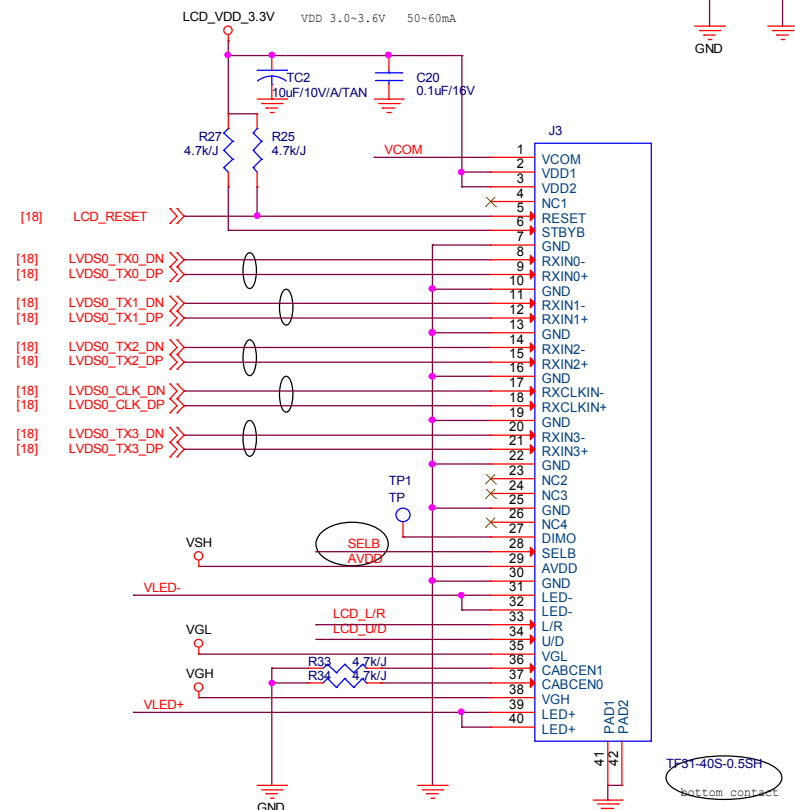 LCD_VDD_3.3V VDD 3.0~3.6V 50~60mA
GND
TC2
10uF/10V/A/TAN
C20
0.1uF/16V
R27
4.7k/J
R25
4.7k/J
J3
VCOM 1 VCOM
2 VDD1
3 VDD2
4 NC1
[18] LCD_RESET 5 RESET
6 STBYB
7 GND
[18] LVDS0_TX0_DN 8 RXIN0-
[18] LVDS0_TX0_DP 9 RXIN0+
10 GND
[18] LVDS0_TX1_DN 11 RXIN1-
[18] LVDS0_TX1_DP 12 RXIN1+
13 GND
[18] LVDS0_TX2_DN 14 RXIN2-
[18] LVDS0_TX2_DP 15 RXIN2+
16 GND
[18] LVDS0_CLK_DN 17 RXCLKIN-
[18] LVDS0_CLK_DP 18 RXCLKIN+
19 GND
[18] LVDS0_TX3_DN 20 RXIN3-
[18] LVDS0_TX3_DP 21 RXIN3+
22 GND
23 NC2
24 NC3
25 GND
26 NC4
TP1
TP
27 DIMO
SELB 28 SELB
VSH AVDD 29 AVDD
30 GND
VLED- 31 LED-
32 LED-
LCD_L/R 33 L/R
LCD_U/D 34 U/D
VGL 35 VGL
R33 4.7k/J 36 CABCEN1
R34 4.7k/J 37 CABCEN0
VGH 38 VGH
VLED+ 39 LED+
40 LED+
PAD1
PAD2
41
42
TF31-40S-0.5SH
bottom contact
GND